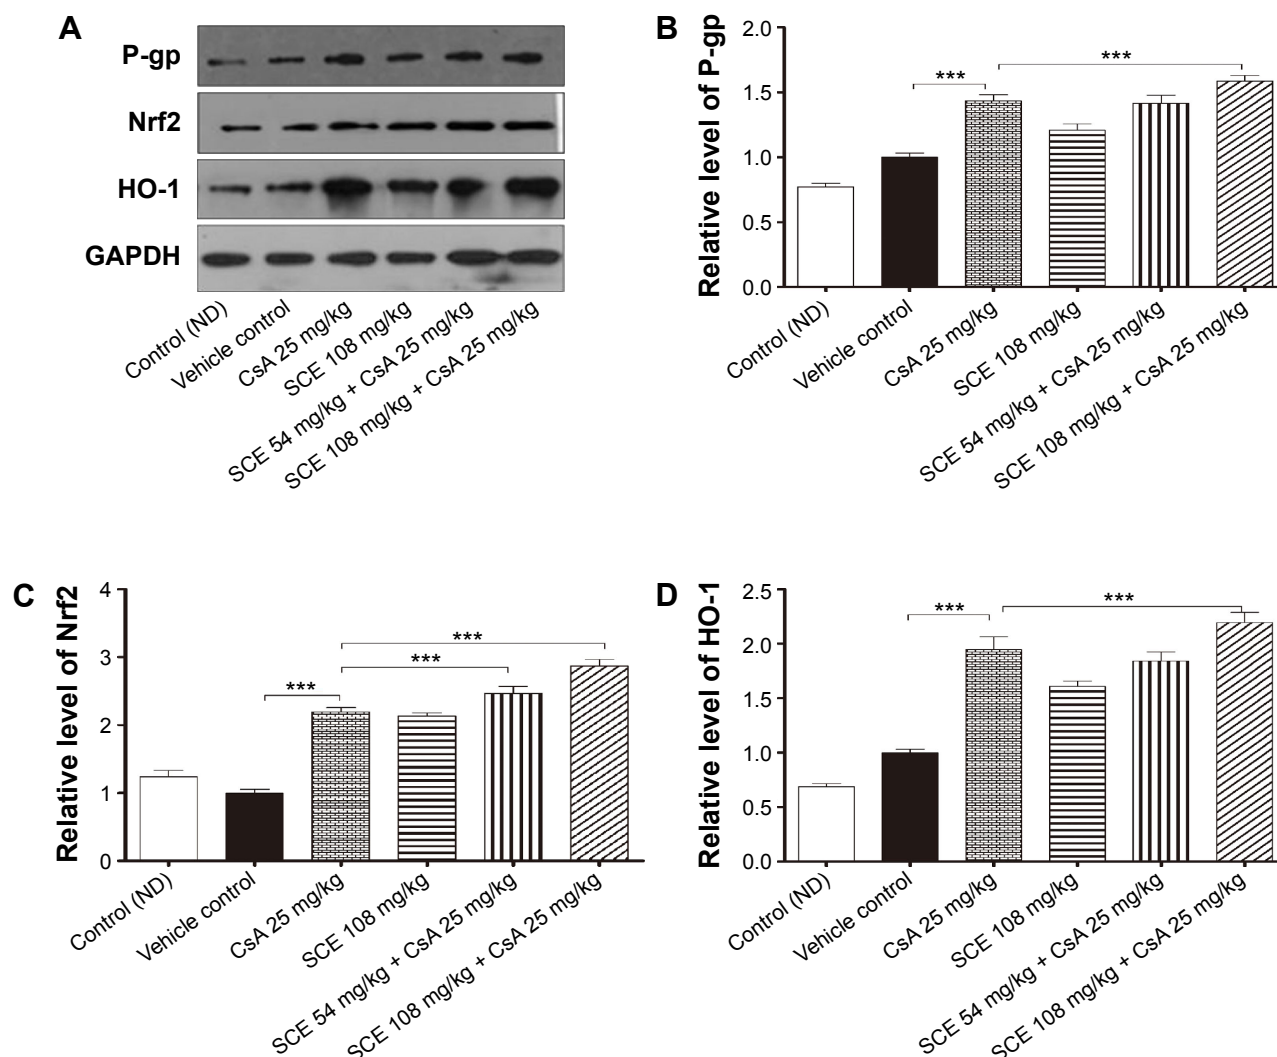 A
P-gp
Nrf2
HO-1
GAPDH
Control (ND)
Vehicle control
CsA 25 mg/kg
SCE 108 mg/kg
SCE 54 mg/kg + CsA 25 mg/kg
SCE 108 mg/kg + CsA 25 mg/kg
B
Relative level of P-gp
2.0
1.5
1.0
0.5
0.0
***
***
Control (ND)
Vehicle control
CsA 25 mg/kg
SCE 108 mg/kg
SCE 54 mg/kg + CsA 25 mg/kg
SCE 108 mg/kg + CsA 25 mg/kg
C
Relative level of Nrf2
4
3
2
1
0
***
***
***
Control (ND)
Vehicle control
CsA 25 mg/kg
SCE 108 mg/kg
SCE 54 mg/kg + CsA 25 mg/kg
SCE 108 mg/kg + CsA 25 mg/kg
D
Relative level of HO-1
2.5
2.0
1.5
1.0
0.5
0.0
***
***
Control (ND)
Vehicle control
CsA 25 mg/kg
SCE 108 mg/kg
SCE 54 mg/kg + CsA 25 mg/kg
SCE 108 mg/kg + CsA 25 mg/kg